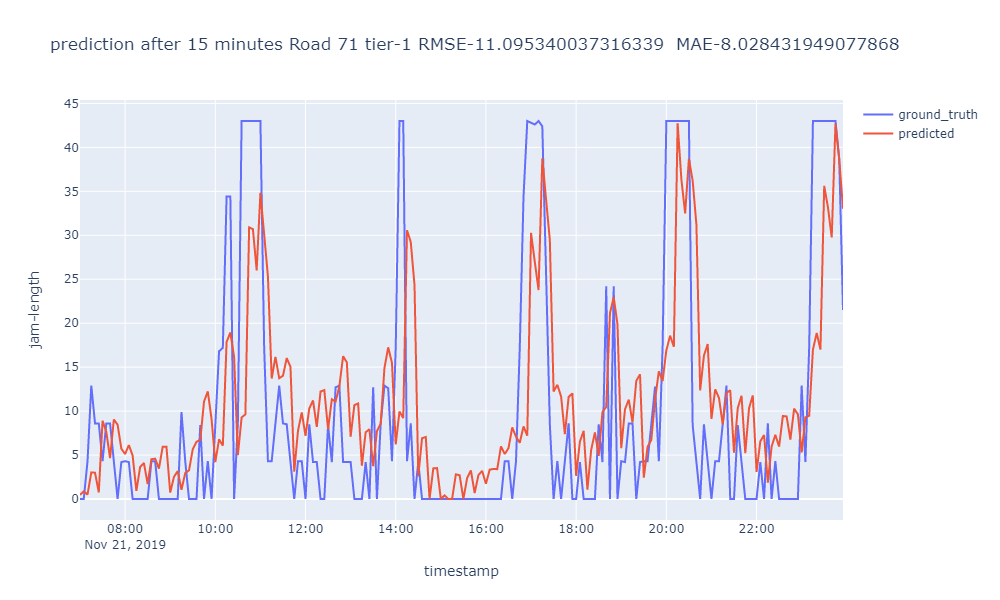 prediction after 15 minutes Road 71 tier-1 RMSE-11.095340037316339  MAE-8.028431949077868
ground_truth
predicted
45
40
35
30
25
20
15
10
5
0
jam-length
08:00 10:00 12:00 14:00 16:00 18:00 20:00 22:00
Nov 21, 2019
timestamp